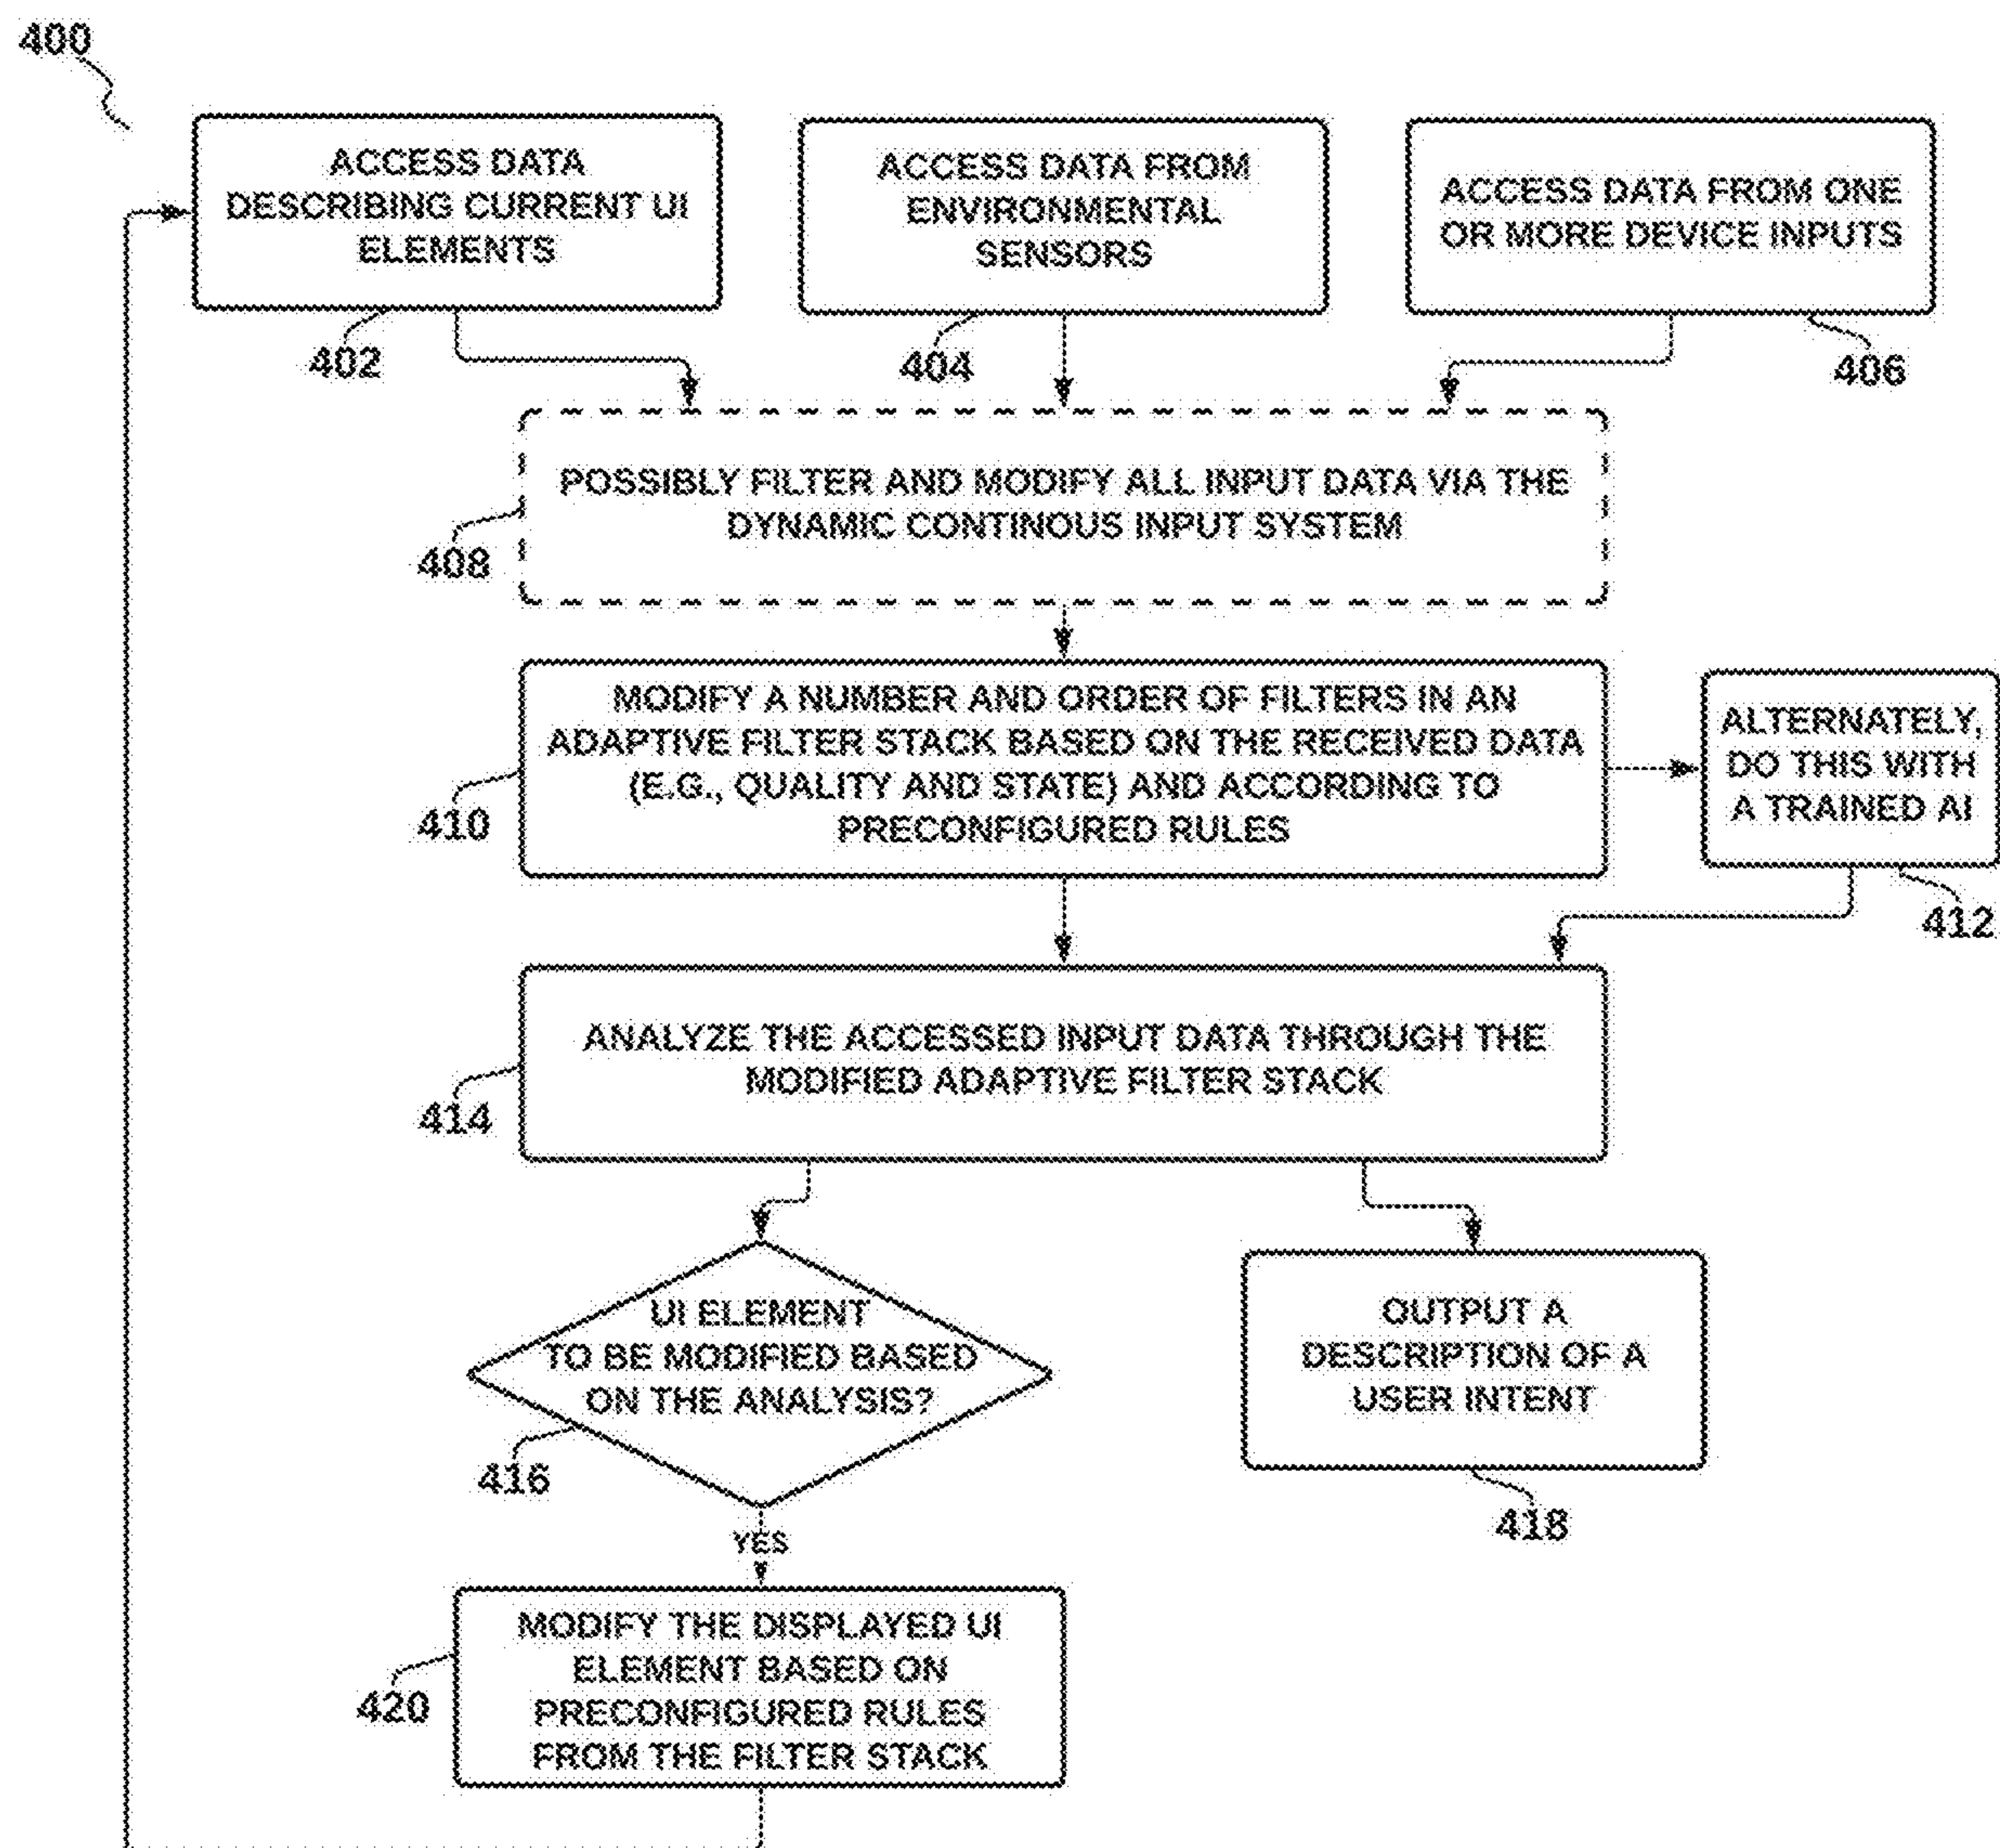 400
ACCESS DATA
DESCRIBING CURRENT UI
ELEMENTS
402
ACCESS DATA FROM
ENVIRONMENTAL
SENSORS
404
ACCESS DATA FROM ONE
OR MORE DEVICE INPUTS
406
POSSIBLY FILTER AND MODIFY ALL INPUT DATA VIA THE
DYNAMIC CONTINOUS INPUT SYSTEM
408
MODIFY A NUMBER AND ORDER OF FILTERS IN AN
ADAPTIVE FILTER STACK BASED ON THE RECEIVED DATA
(E.G., QUALITY AND STATE) AND ACCORDING TO
PRECONFIGURED RULES
410
ALTERNATELY,
DO THIS WITH
A TRAINED AI
412
ANALYZE THE ACCESSED INPUT DATA THROUGH THE
MODIFIED ADAPTIVE FILTER STACK
414
UI ELEMENT
TO BE MODIFIED BASED
ON THE ANALYSIS?
416
OUTPUT A
DESCRIPTION OF A
USER INTENT
418
YES
MODIFY THE DISPLAYED UI
ELEMENT BASED ON
PRECONFIGURED RULES
FROM THE FILTER STACK
420